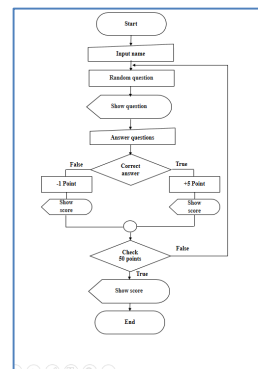 Start
Input name
Random question
Show question
Answer questions
False
Correct
answer
True
-1 Point
+5 Point
Show
score
Show
score
Check
50 points
False
True
Show score
End